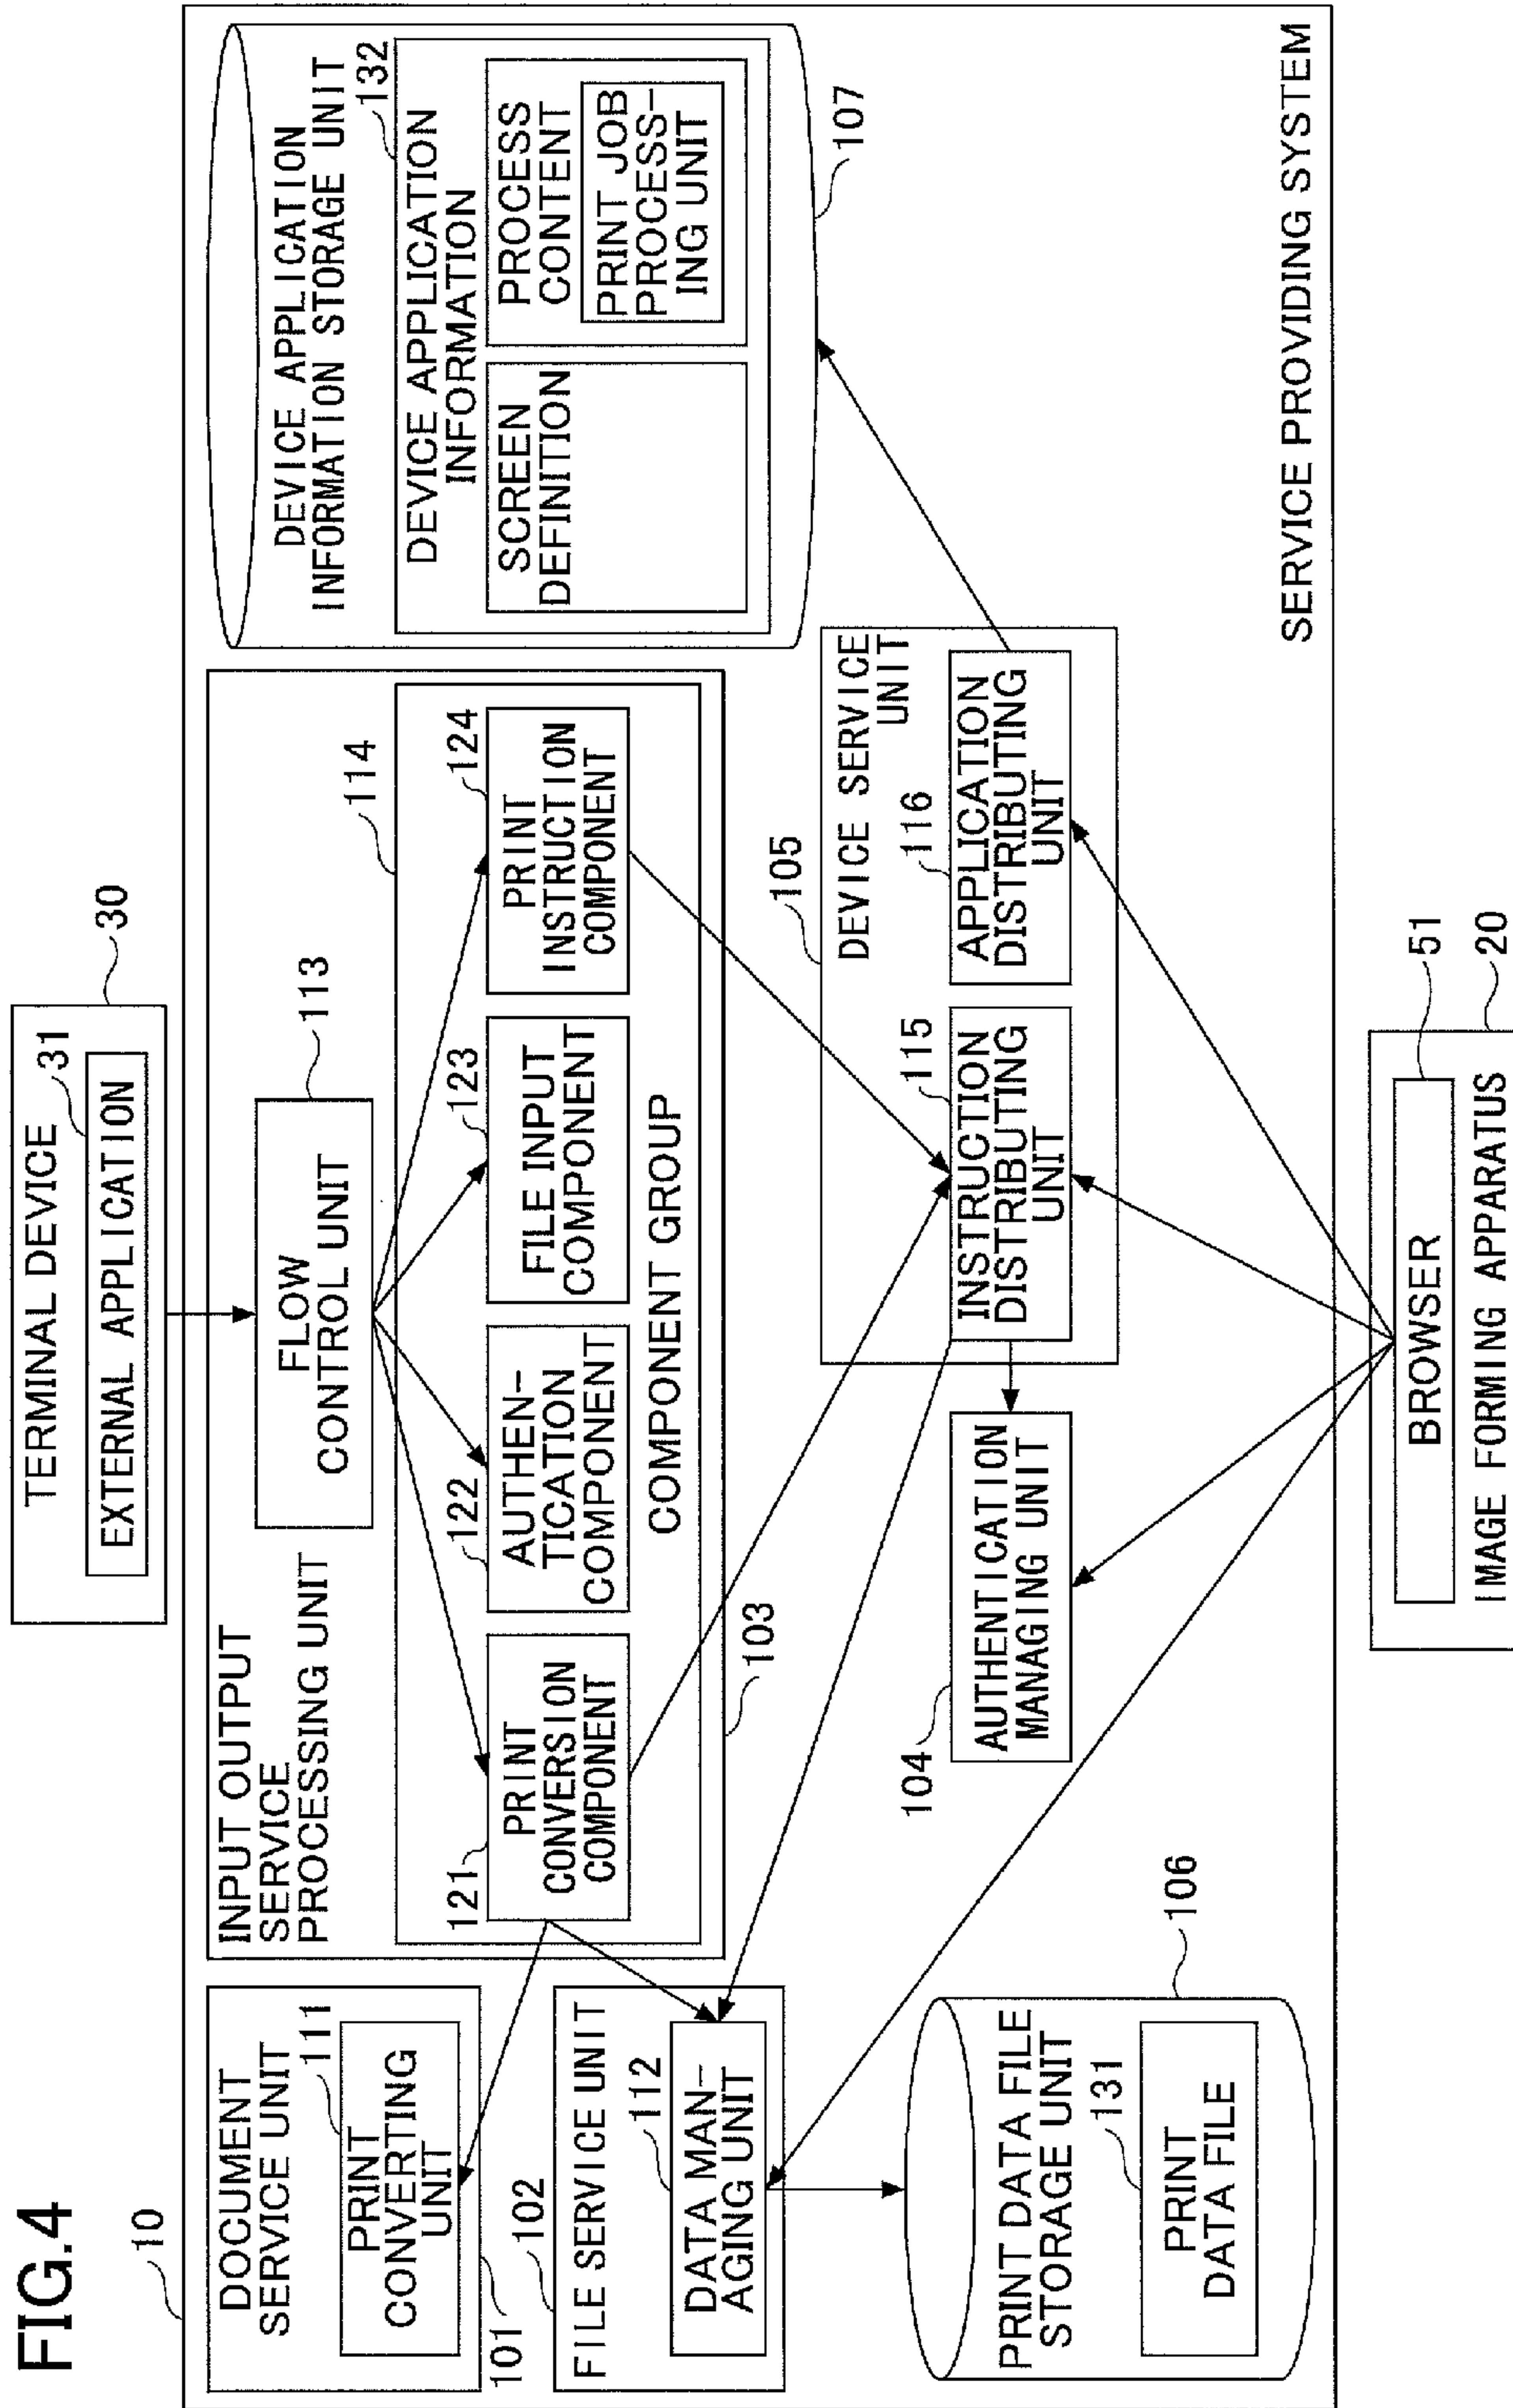 FIG.4
TERMINAL DEVICE
31
EXTERNAL APPLICATION
30
10
DOCUMENT
SERVICE UNIT
111
PRINT
CONVERTING
UNIT
101
INPUT OUTPUT
SERVICE
PROCESSING UNIT
FLOW
CONTROL UNIT
113
114
121
PRINT
CONVERSION
COMPONENT
122
AUTHEN-
TICATION
COMPONENT
123
FILE INPUT
COMPONENT
124
PRINT
INSTRUCTION
COMPONENT
COMPONENT GROUP
103
DEVICE APPLICATION
INFORMATION STORAGE UNIT
132
DEVICE APPLICATION
INFORMATION
SCREEN
DEFINITION
PROCESS
CONTENT
PRINT JOB
PROCESS-
ING UNIT
107
102
FILE SERVICE UNIT
112
DATA MAN-
AGING UNIT
105
DEVICE SERVICE
UNIT
115
INSTRUCTION
DISTRIBUTING
UNIT
116
APPLICATION
DISTRIBUTING
UNIT
104
AUTHENTICATION
MANAGING UNIT
106
PRINT DATA FILE
STORAGE UNIT
131
PRINT
DATA FILE
SERVICE PROVIDING SYSTEM
BROWSER
51
IMAGE FORMING APPARATUS
20